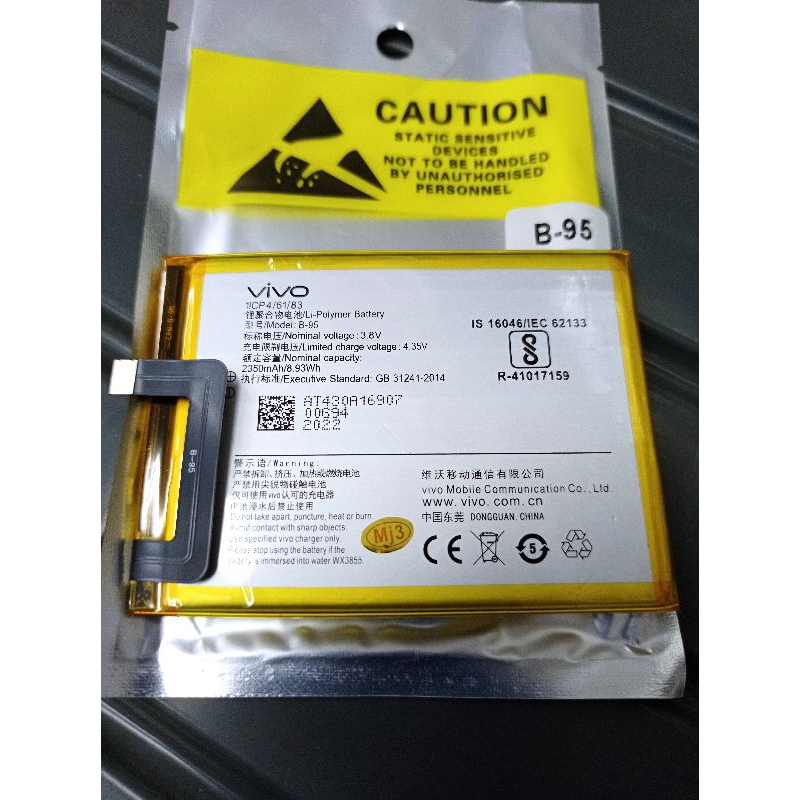 CAUTION
STATIC SENSITIVE
DEVICES
NOT TO BE HANDLED
BY UNAUTHORISED
PERSONNEL
B-95
vivo
1ICP4/61/83
锂聚合物电池/Li-Polymer Battery
型号/Model: B-95
标称电压/Nominal voltage: 3.8V
充电限制电压/Limited charge voltage: 4.35V
额定容量/Nominal capacity:
2350mAh/8.93Wh
执行标准/Executive Standard: GB 31241-2014
IS 16046/IEC 62133
R-41017159
AT430A16907
00694
2022
警示语/Warning:
严禁拆卸、挤压、加热或燃烧电池
严禁用尖锐物碰触电池
仅可使用vivo认可的充电器
电池浸水后禁止使用
Do not take apart, puncture, heat or burn.
Avoid contact with sharp objects.
Use specified vivo charger only.
Please stop using the battery if the
battery is immersed into water WX3855
Mj3
维沃移动通信有限公司
vivo Mobile Communication Co., Ltd.
www.vivo.com.cn
中国东莞 DONGGUAN, CHINA
CE
5
B-95